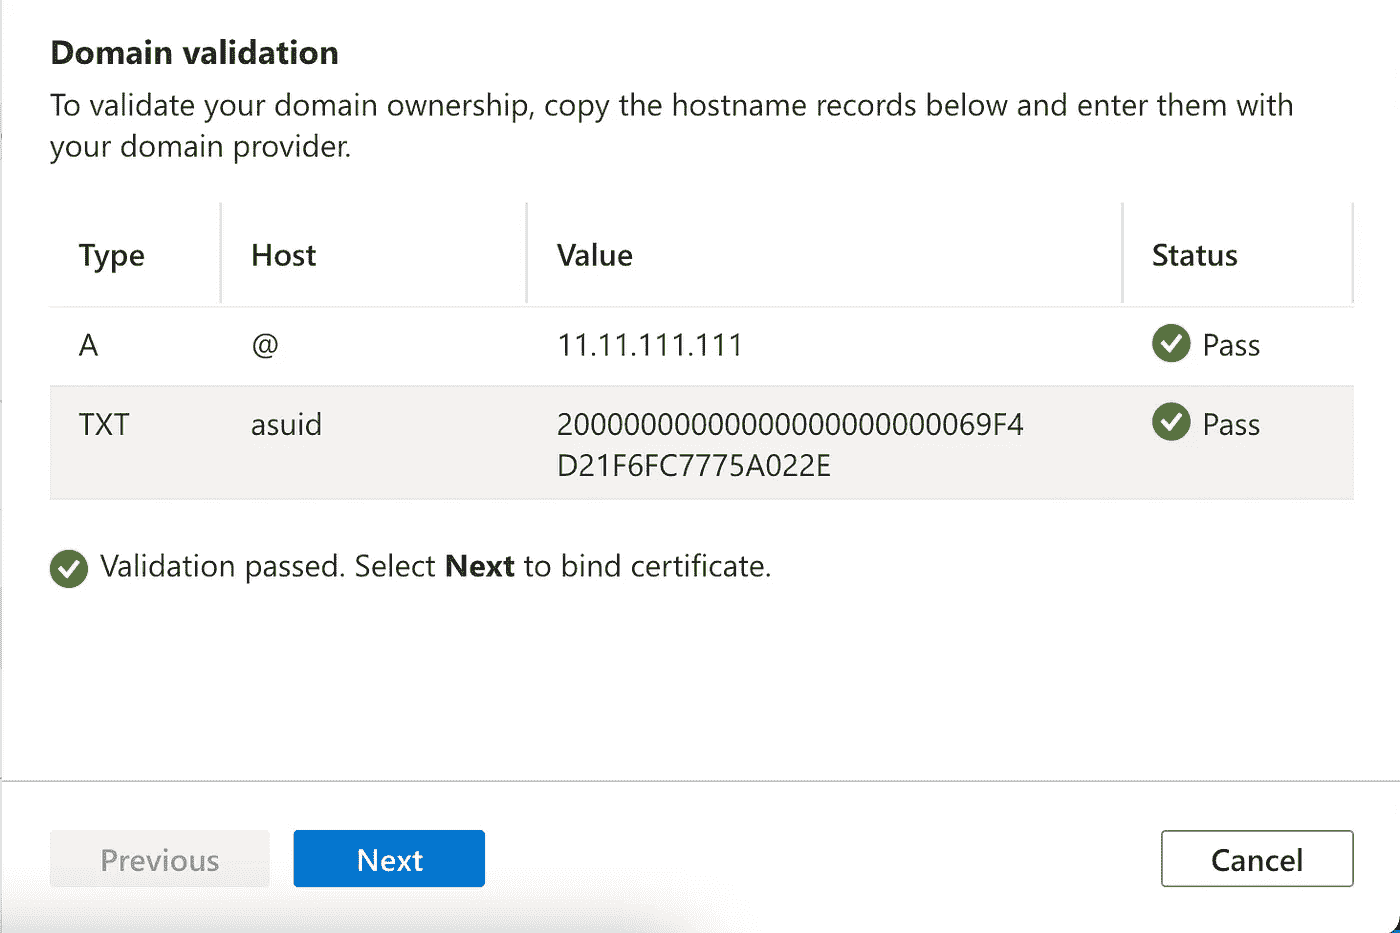 Domain validation
To validate your domain ownership, copy the hostname records below and enter them with
your domain provider.
Type Host Value Status
A @ 11.11.111.111 Pass
TXT asuid 2000000000000000000000069F4 Pass
D21F6FC7775A022E
Validation passed. Select Next to bind certificate.
Previous Next Cancel